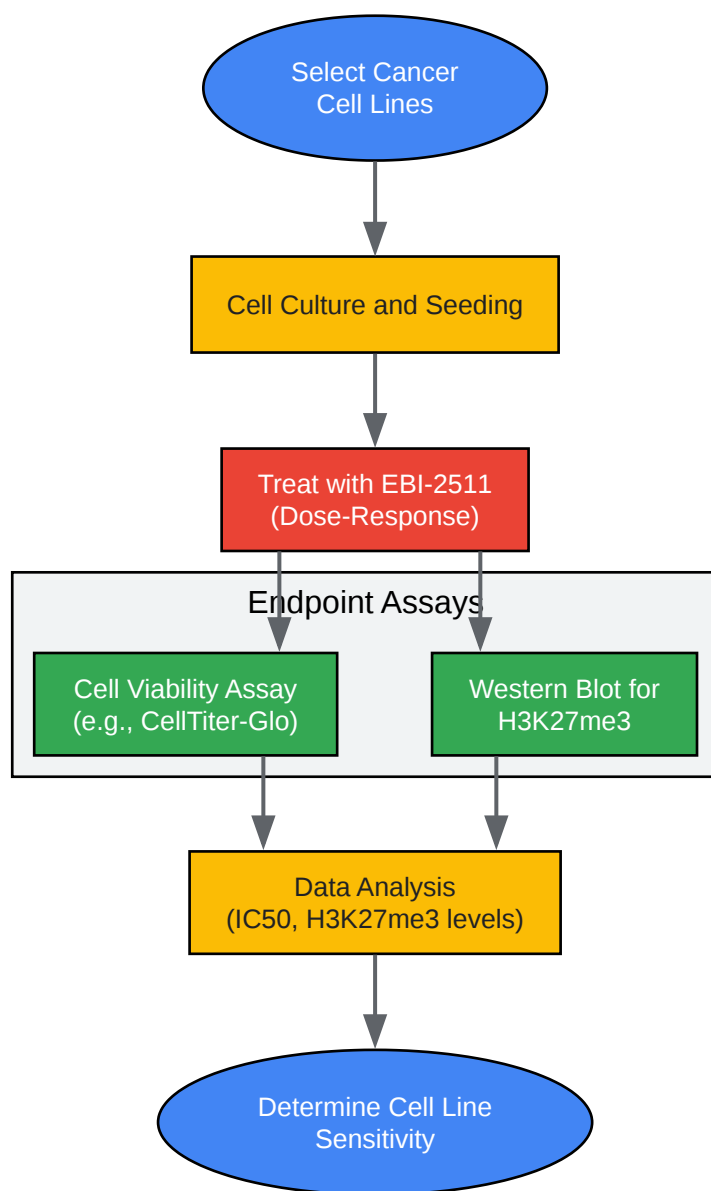 Select Cancer
Cell Lines
Cell Culture and Seeding
Treat with EBI-2511
(Dose-Response)
Endpoint Assays
Cell Viability Assay
(e.g., CellTiter-Glo)
Western Blot for
H3K27me3
Data Analysis
(IC50, H3K27me3 levels)
Determine Cell Line
Sensitivity